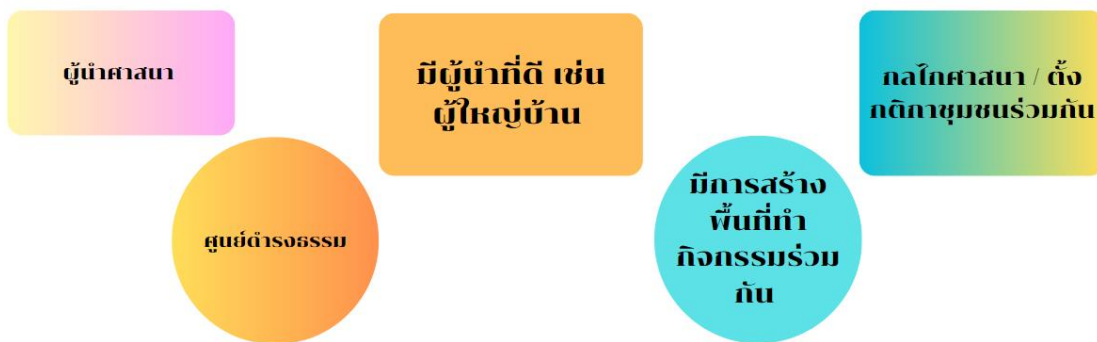 ผู้นำศาสนา
มีผู้นำที่ดี เช่น
ผู้ใหญ่บ้าน
กลไกศาสนา / ตั้ง
กติกาชุมชนร่วมกัน
ศูนย์ดำรงธรรม
มีการสร้าง
พื้นที่ทำ
กิจกรรมร่วม
กัน